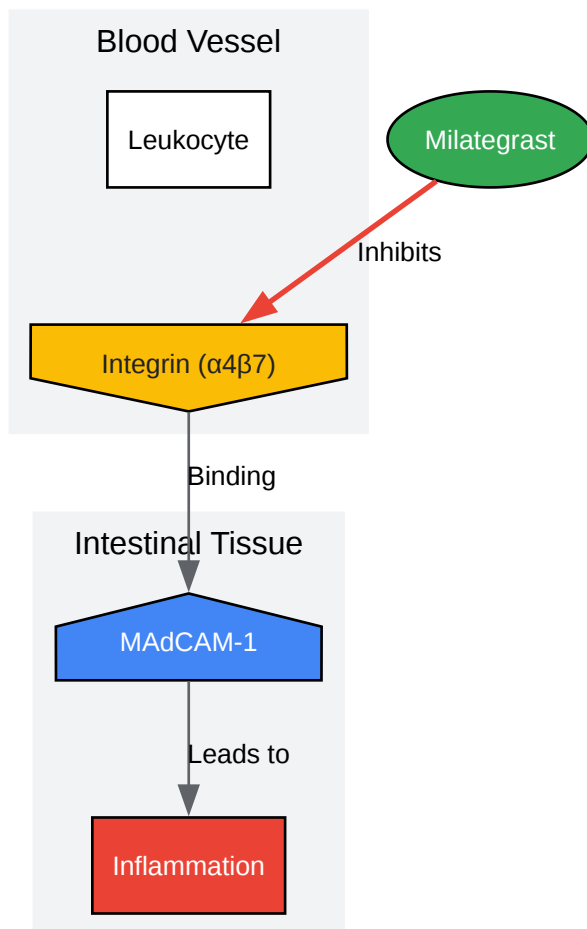 Blood Vessel
Leukocyte
Milategrast
Inhibits
Integrin (α4β7)
Binding
Intestinal Tissue
MAdCAM-1
Leads to
Inflammation